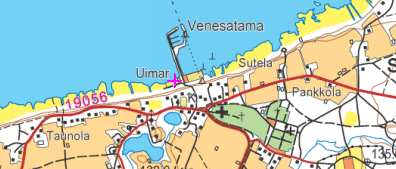 Venesatama
Uimar.
Sutela
19056
Pankkola
Taunola